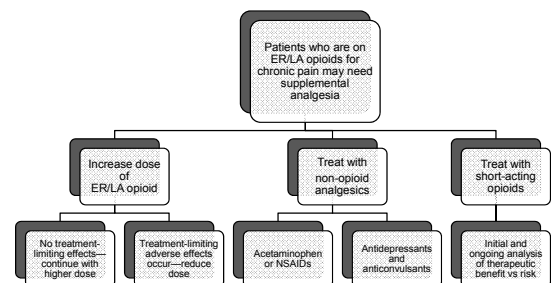 Patients who are on
ER/LA opioids for
chronic pain may need
supplemental
analgesia
Increase dose
of
ER/LA opioid
Treat with
non-opioid
analgesics
Treat with
short-acting
opioids
No treatment-
limiting effects—
continue with
higher dose
Treatment-limiting
adverse effects
occur—reduce
dose
Acetaminophen
or NSAIDs
Antidepressants
and
anticonvulsants
Initial and
ongoing analysis
of therapeutic
benefit vs risk